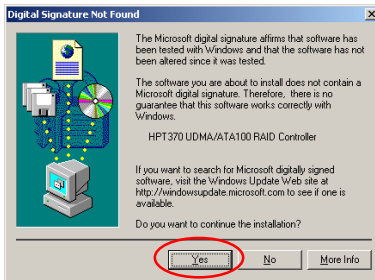 Digital Signature Not Found
The Microsoft digital signature affirms that software has
been tested with Windows and that the software has not
been altered since it was tested.
The software you are about to install does not contain a
Microsoft digital signature. Therefore, there is no
guarantee that this software works correctly with
Windows.
HPT370 UDMA/ATA100 RAID Controller
If you want to search for Microsoft digitally signed
software, visit the Windows Update Web site at
http://windowsupdate.microsoft.com to see if one is
available.
Do you want to continue the installation?
Yes No More Info